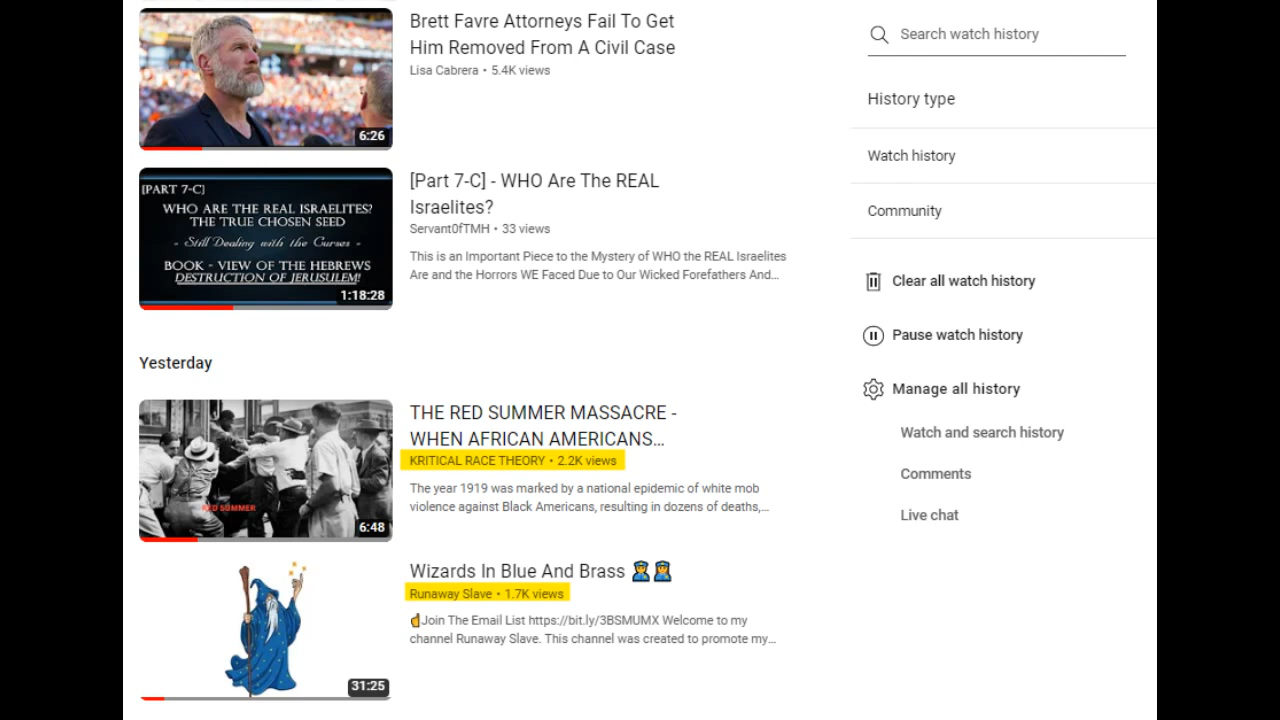 Brett Favre Attorneys Fail To Get
Him Removed From A Civil Case
Lisa Cabrera • 5.4K views
6:26
[PART 7-C]
WHO ARE THE REAL ISRAELITES?
THE TRUE CHOSEN SEED
- Still Dealing with the Curses -
BOOK - VIEW OF THE HEBREWS
DESTRUCTION OF JERUSULEM!
1:18:28
[Part 7-C] - WHO Are The REAL
Israelites?
Servant0fTMH • 33 views
This is an Important Piece to the Mystery of WHO the REAL Israelites
Are and the Horrors WE Faced Due to Our Wicked Forefathers And...
Yesterday
THE RED SUMMER MASSACRE -
WHEN AFRICAN AMERICANS...
KRITICAL RACE THEORY • 2.2K views
The year 1919 was marked by a national epidemic of white mob
violence against Black Americans, resulting in dozens of deaths,...
RED SUMMER
6:48
Wizards In Blue And Brass 👮‍♂️👮‍♀️
Runaway Slave • 1.7K views
☝Join The Email List https://bit.ly/3BSMUMX Welcome to my
channel Runaway Slave. This channel was created to promote my...
31:25
Search watch history
History type
Watch history
Community
Clear all watch history
Pause watch history
Manage all history
Watch and search history
Comments
Live chat